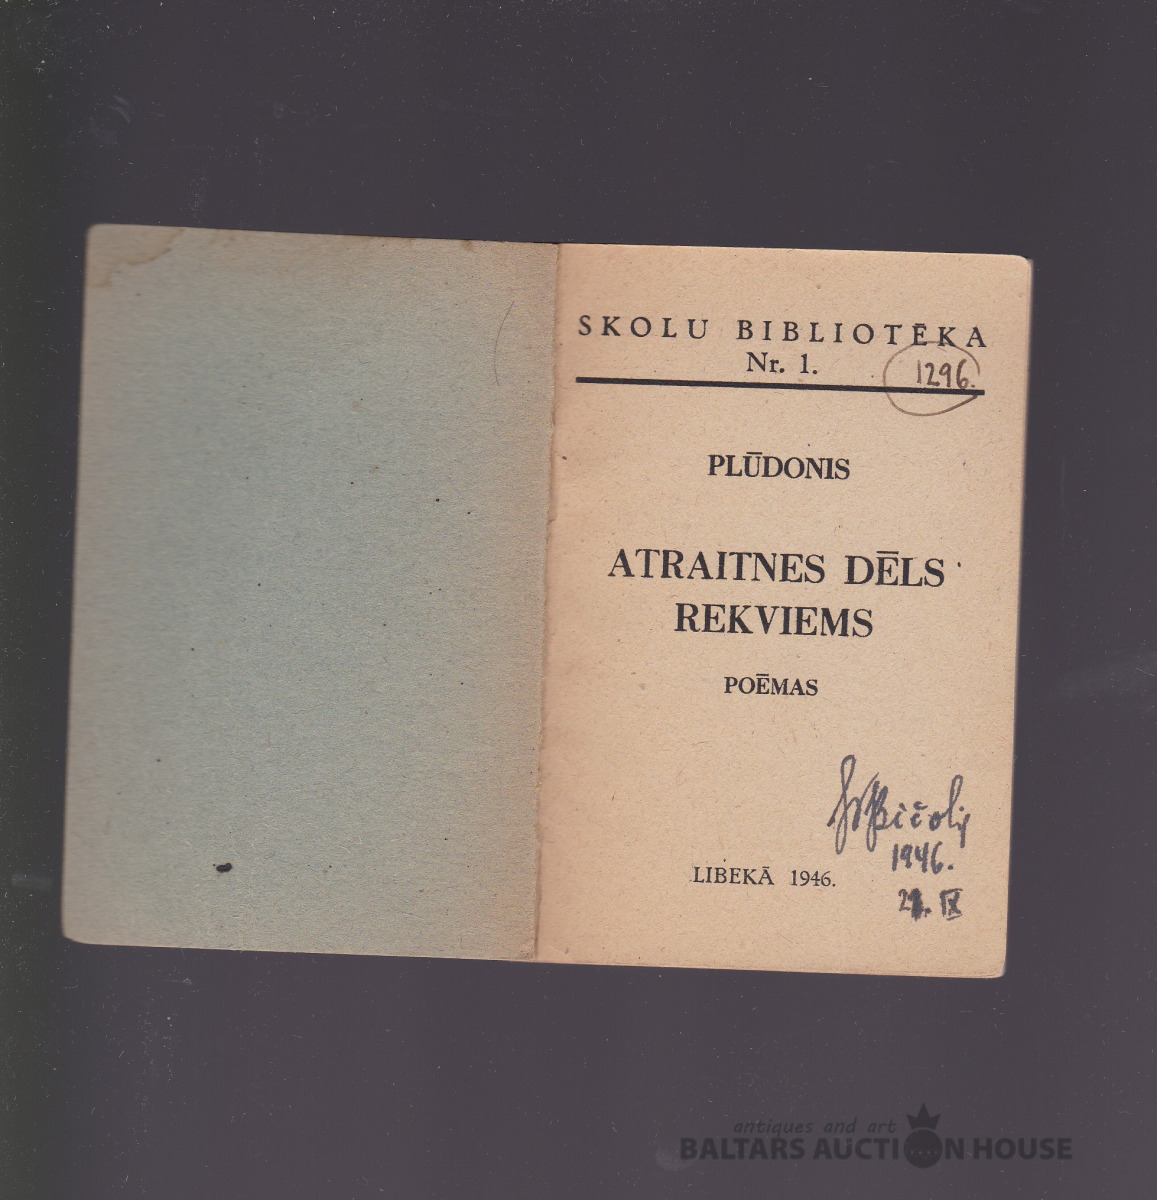 SKOLU BIBLIOTĒKA
Nr. 1.
1296.
PLŪDONIS
ATRAITNES DĒLS
REKVIEMS
POĒMAS
1946.
LIBEKĀ 1946.
IX
antiques and art
BALTARS AUCTION HOUSE